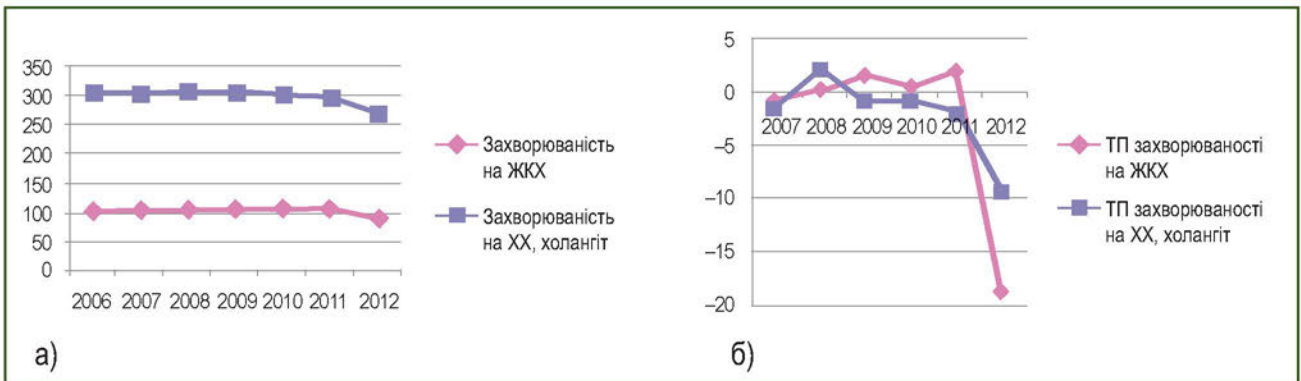 350
300
250
200
150
100
50
0
2006 2007 2008 2009 2010 2011 2012
Захворюваність
на ЖКХ
Захворюваність
на ХХ, холангіт
а)
5
0
–5
–10
–15
–20
2007 2008 2009 2010 2011 2012
ТП захворюваності
на ЖКХ
ТП захворюваності
на ХХ, холангіт
б)